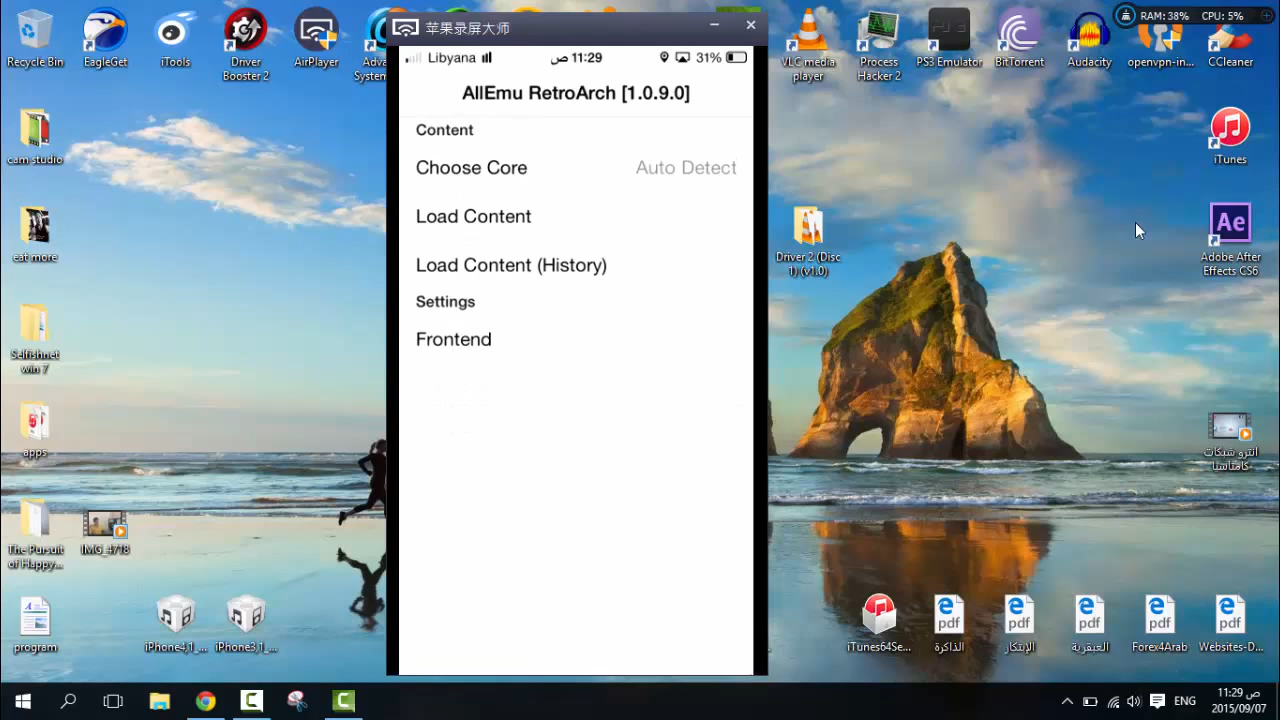 苹果录屏大师
RAM: 38% CPU: 5%
Recycle Bin
EagleGet
iTools
Driver
Booster 2
AirPlayer
VLC media
player
Process
Hacker 2
PS3 Emulator
BitTorrent
Audacity
openvpn-in...
CCleaner
Libyana
11:29 ص
31%
AllEmu RetroArch [1.0.9.0]
Content
Choose Core
Auto Detect
Load Content
Load Content (History)
Settings
Frontend
cam studio
iTunes
eat more
Driver 2 (Disc
1) (v1.0)
Ae
Adobe After
Effects CS6
Selfishnet
win 7
apps
انترو شبكات
كامتاسيا
The Pursuit
of Happy...
IMG_4718
program
iPhone4,1_...
iPhone3,1_...
iTunes64Se...
pdf
الذاكرة
pdf
الإبتكار
pdf
العبقرية
pdf
Forex4Arab
pdf
Websites-D...
ENG
11:29 ص
2015/09/07